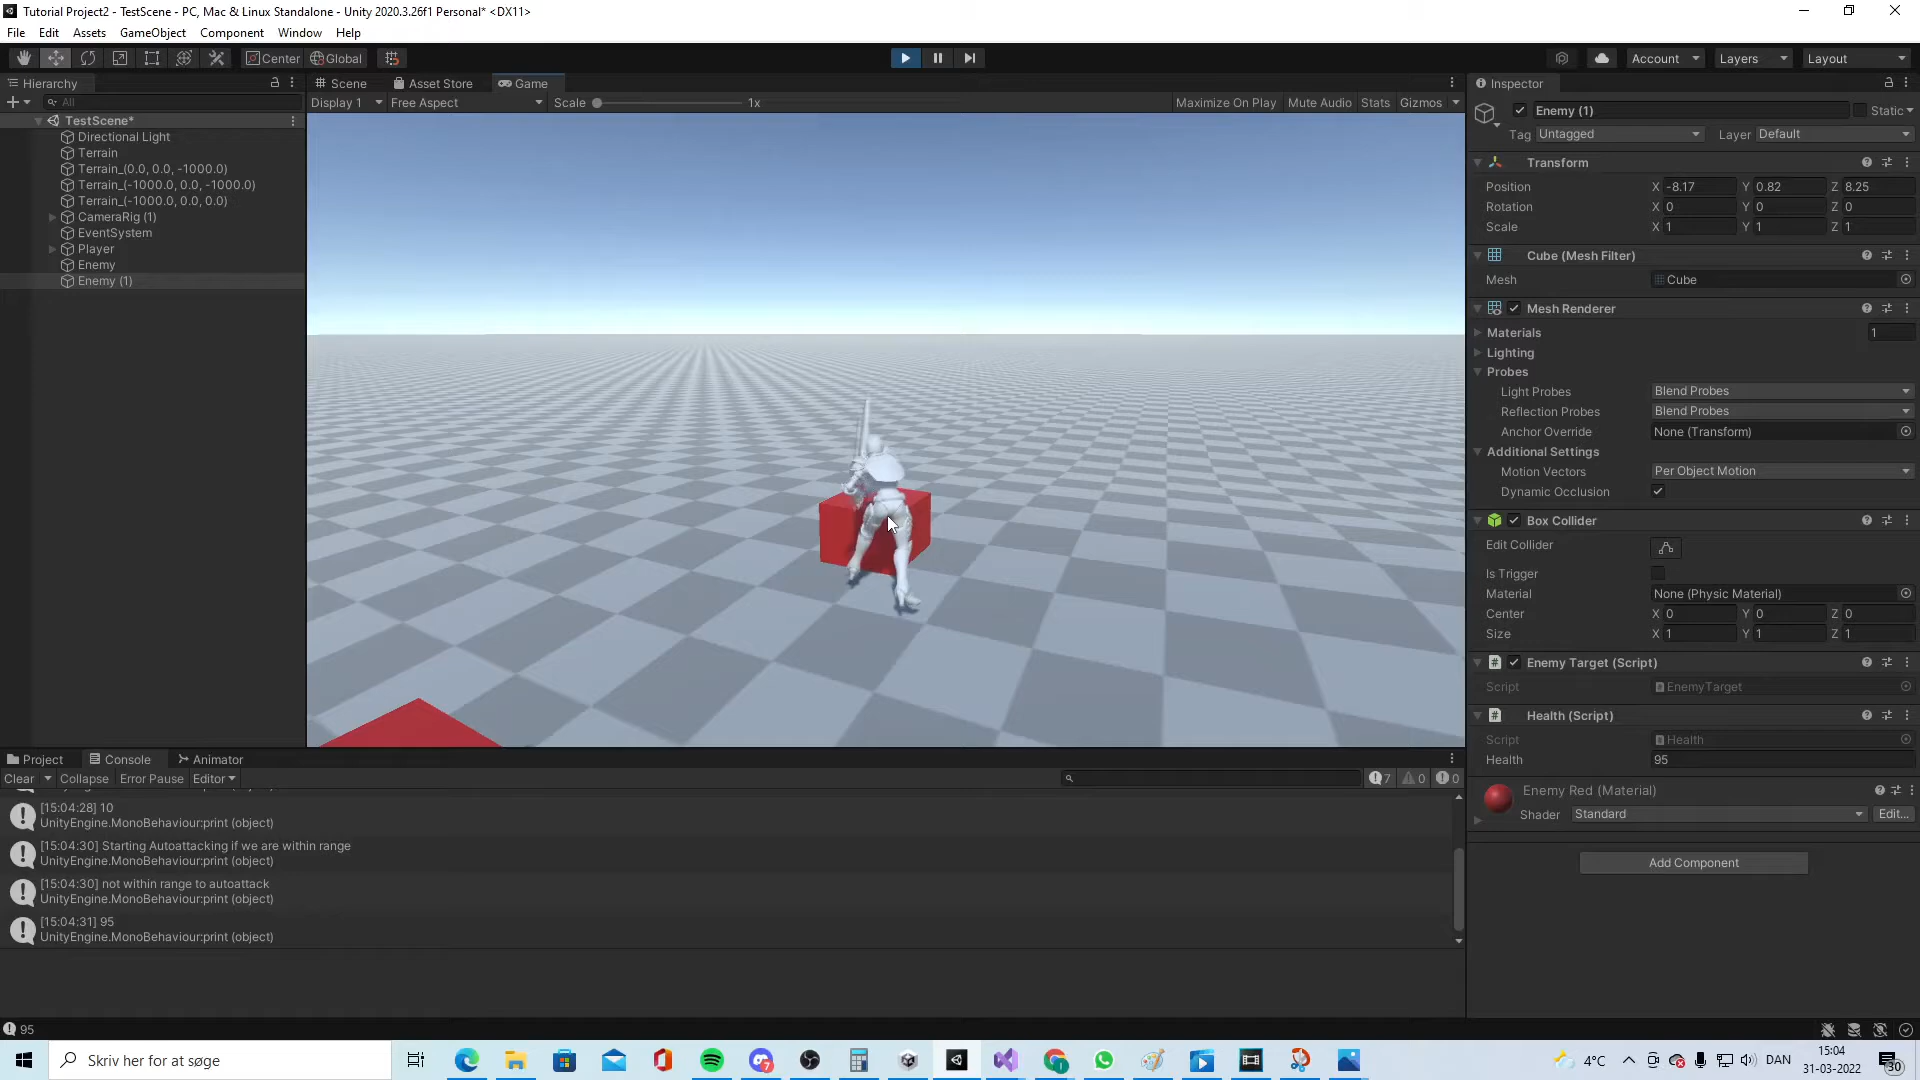 Tutorial Project2 - TestScene - PC, Mac & Linux Standalone - Unity 2020.3.26f1 Personal* <DX11>
File Edit Assets GameObject Component Window Help
Center Global Account Layers Layout
Hierarchy
All
TestScene*
Directional Light
Terrain
Terrain_(0.0, 0.0, -1000.0)
Terrain_(-1000.0, 0.0, -1000.0)
Terrain_(-1000.0, 0.0, 0.0)
CameraRig (1)
EventSystem
Player
Enemy
Enemy (1)
Scene Asset Store Game
Display 1 Free Aspect Scale 1x Maximize On Play Mute Audio Stats Gizmos
Inspector
Enemy (1) Static
Tag Untagged Layer Default
Transform
Position X -8.17 Y 0.82 Z 8.25
Rotation X 0 Y 0 Z 0
Scale X 1 Y 1 Z 1
Cube (Mesh Filter)
Mesh Cube
Mesh Renderer
Materials 1
Lighting
Probes
Light Probes Blend Probes
Reflection Probes Blend Probes
Anchor Override None (Transform)
Additional Settings
Motion Vectors Per Object Motion
Dynamic Occlusion
Box Collider
Edit Collider
Is Trigger
Material None (Physic Material)
Center X 0 Y 0 Z 0
Size X 1 Y 1 Z 1
Enemy Target (Script)
Script EnemyTarget
Health (Script)
Script Health
Health 95
Enemy Red (Material)
Shader Standard Edit...
Add Component
Project Console Animator
Clear Collapse Error Pause Editor 7 0 0
[15:04:28] 10
UnityEngine.MonoBehaviour:print (object)
[15:04:30] Starting Autoattacking if we are within range
UnityEngine.MonoBehaviour:print (object)
[15:04:30] not within range to autoattack
UnityEngine.MonoBehaviour:print (object)
[15:04:31] 95
UnityEngine.MonoBehaviour:print (object)
95
Skriv her for at søge
7
4°C
DAN
15:04
31-03-2022
30